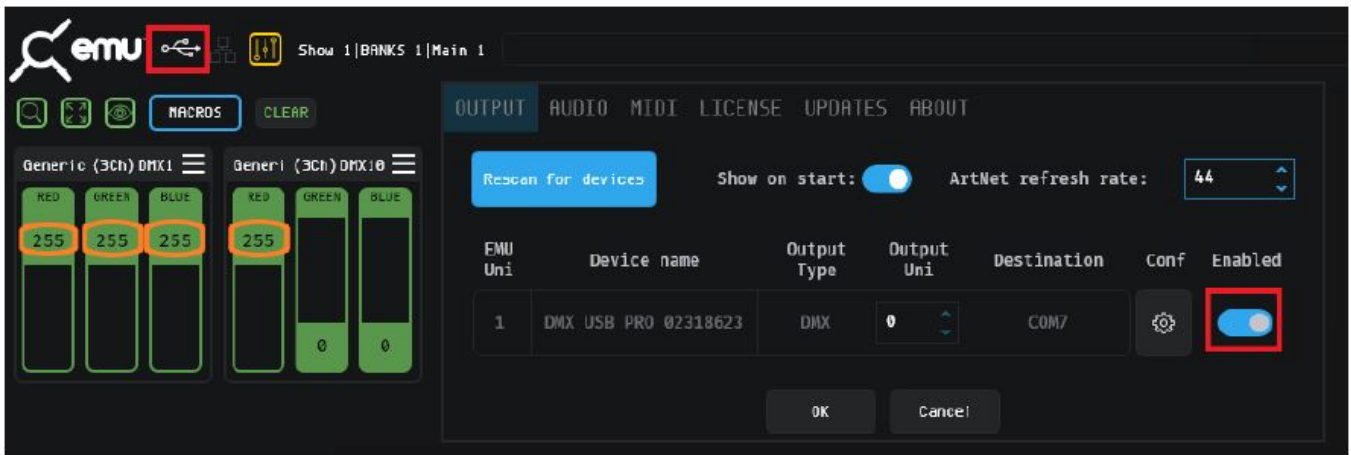 emu
Show 1|BANKS 1|Main 1
MACROS
CLEAR
Generic (3Ch) DMX1
RED
GREEN
BLUE
255
255
255
Generi (3Ch) DMX10
RED
GREEN
BLUE
255
0
0
OUTPUT AUDIO MIDI LICENSE UPDATES ABOUT
Rescan for devices
Show on start:
ArtNet refresh rate:
44
EMU Uni
Device name
Output Type
Output Uni
Destination
Conf
Enabled
1
DMX USB PRO 02318623
DMX
0
COM7
OK
Cancel